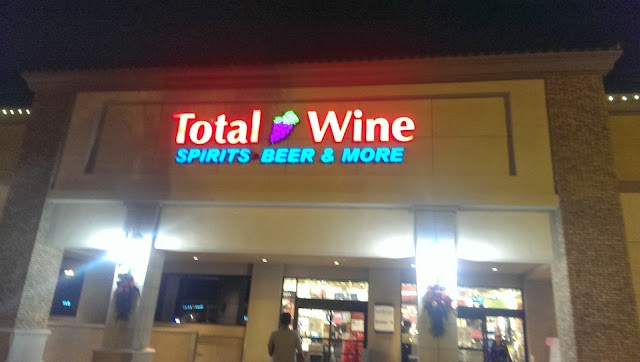 Total Wine
SPIRITS BEER & MORE